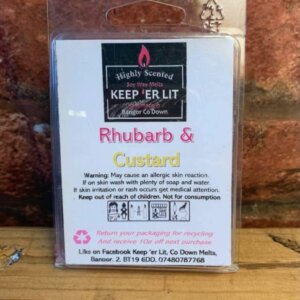 Highly Scented
Soy Wax Melts
KEEP 'ER LIT
Bangor Co Down
Rhubarb &
Custard
Warning: May cause an allergic skin reaction.
If on skin wash with plenty of soap and water.
If skin irritation or rash occurs get medical attention.
Keep out of reach of children. Not for consumption
Return your packaging for recycling
And receive 10% off next purchase
Like on Facebook Keep 'er Lit, Co Down Melts,
Bangor, 2, BT19 6DD. 07480787768